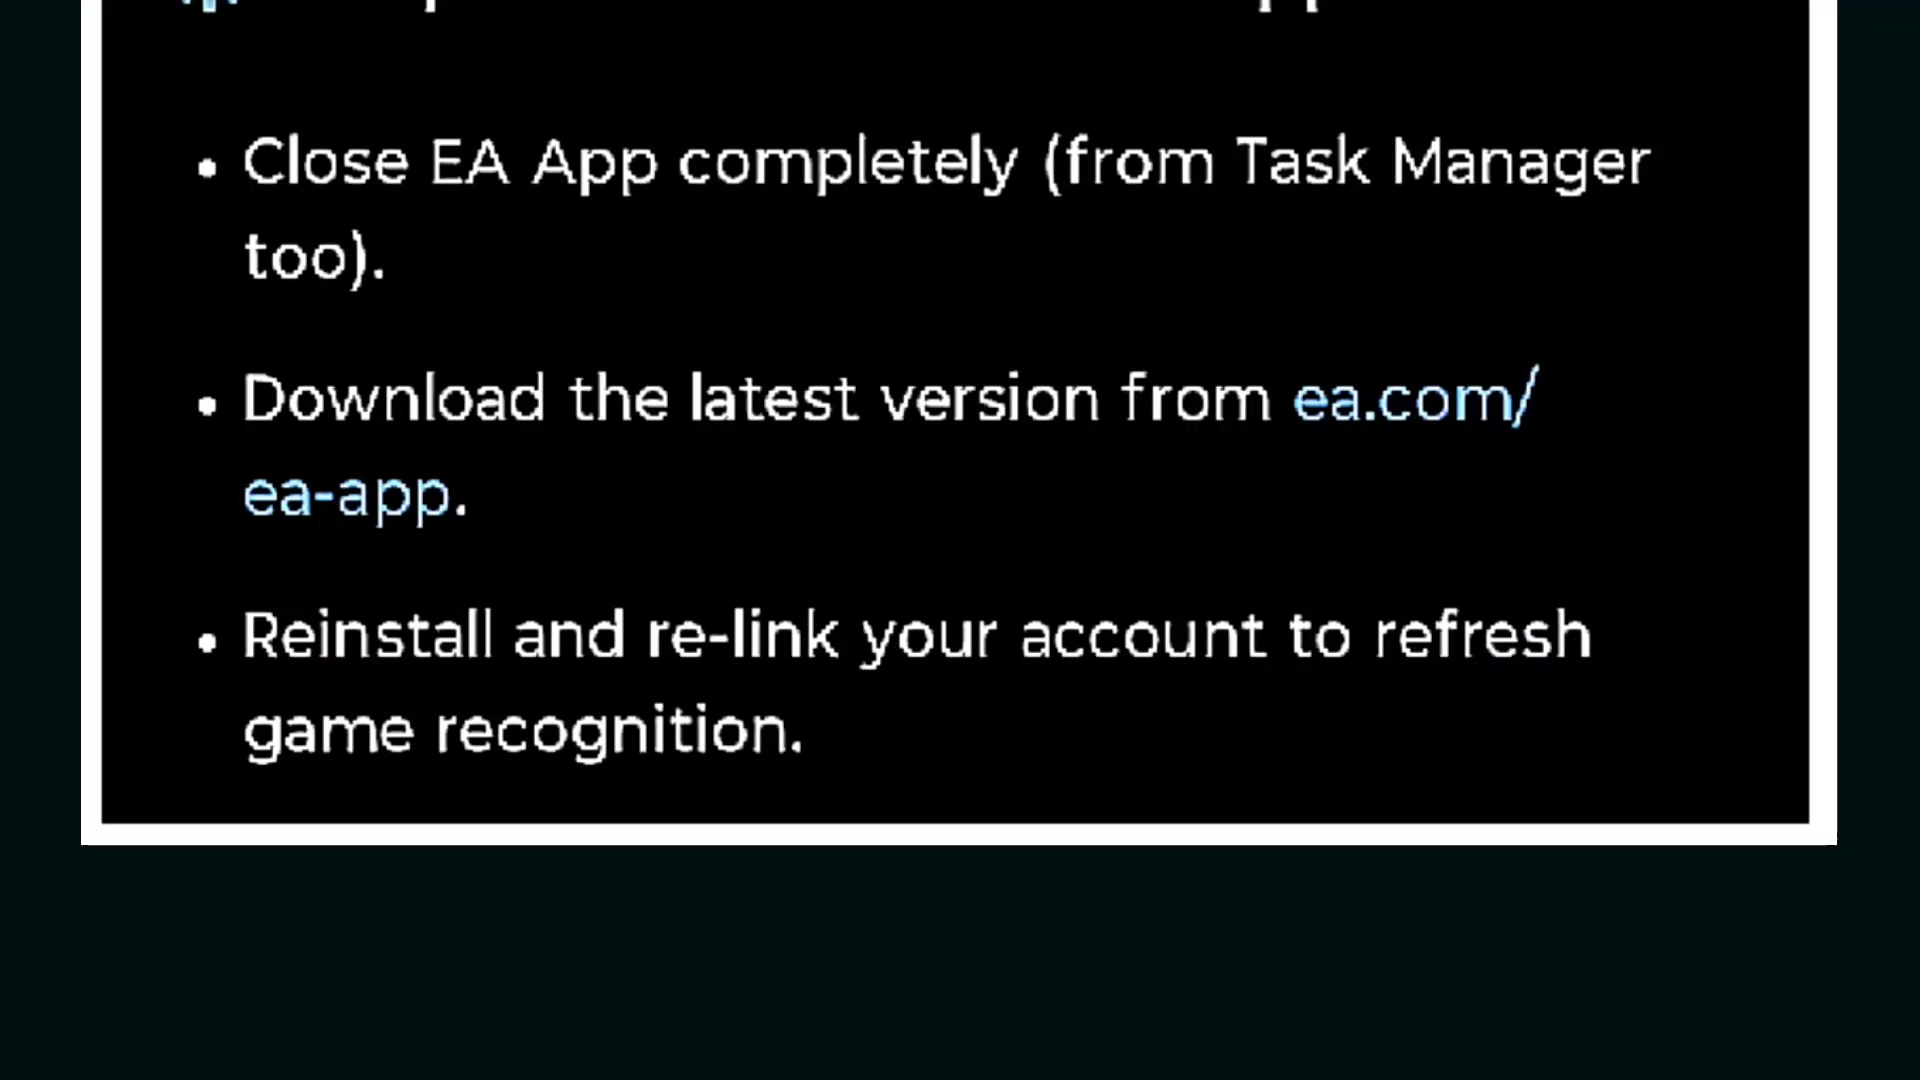 • Close EA App completely (from Task Manager
too).
• Download the latest version from ea.com/
ea-app.
• Reinstall and re-link your account to refresh
game recognition.